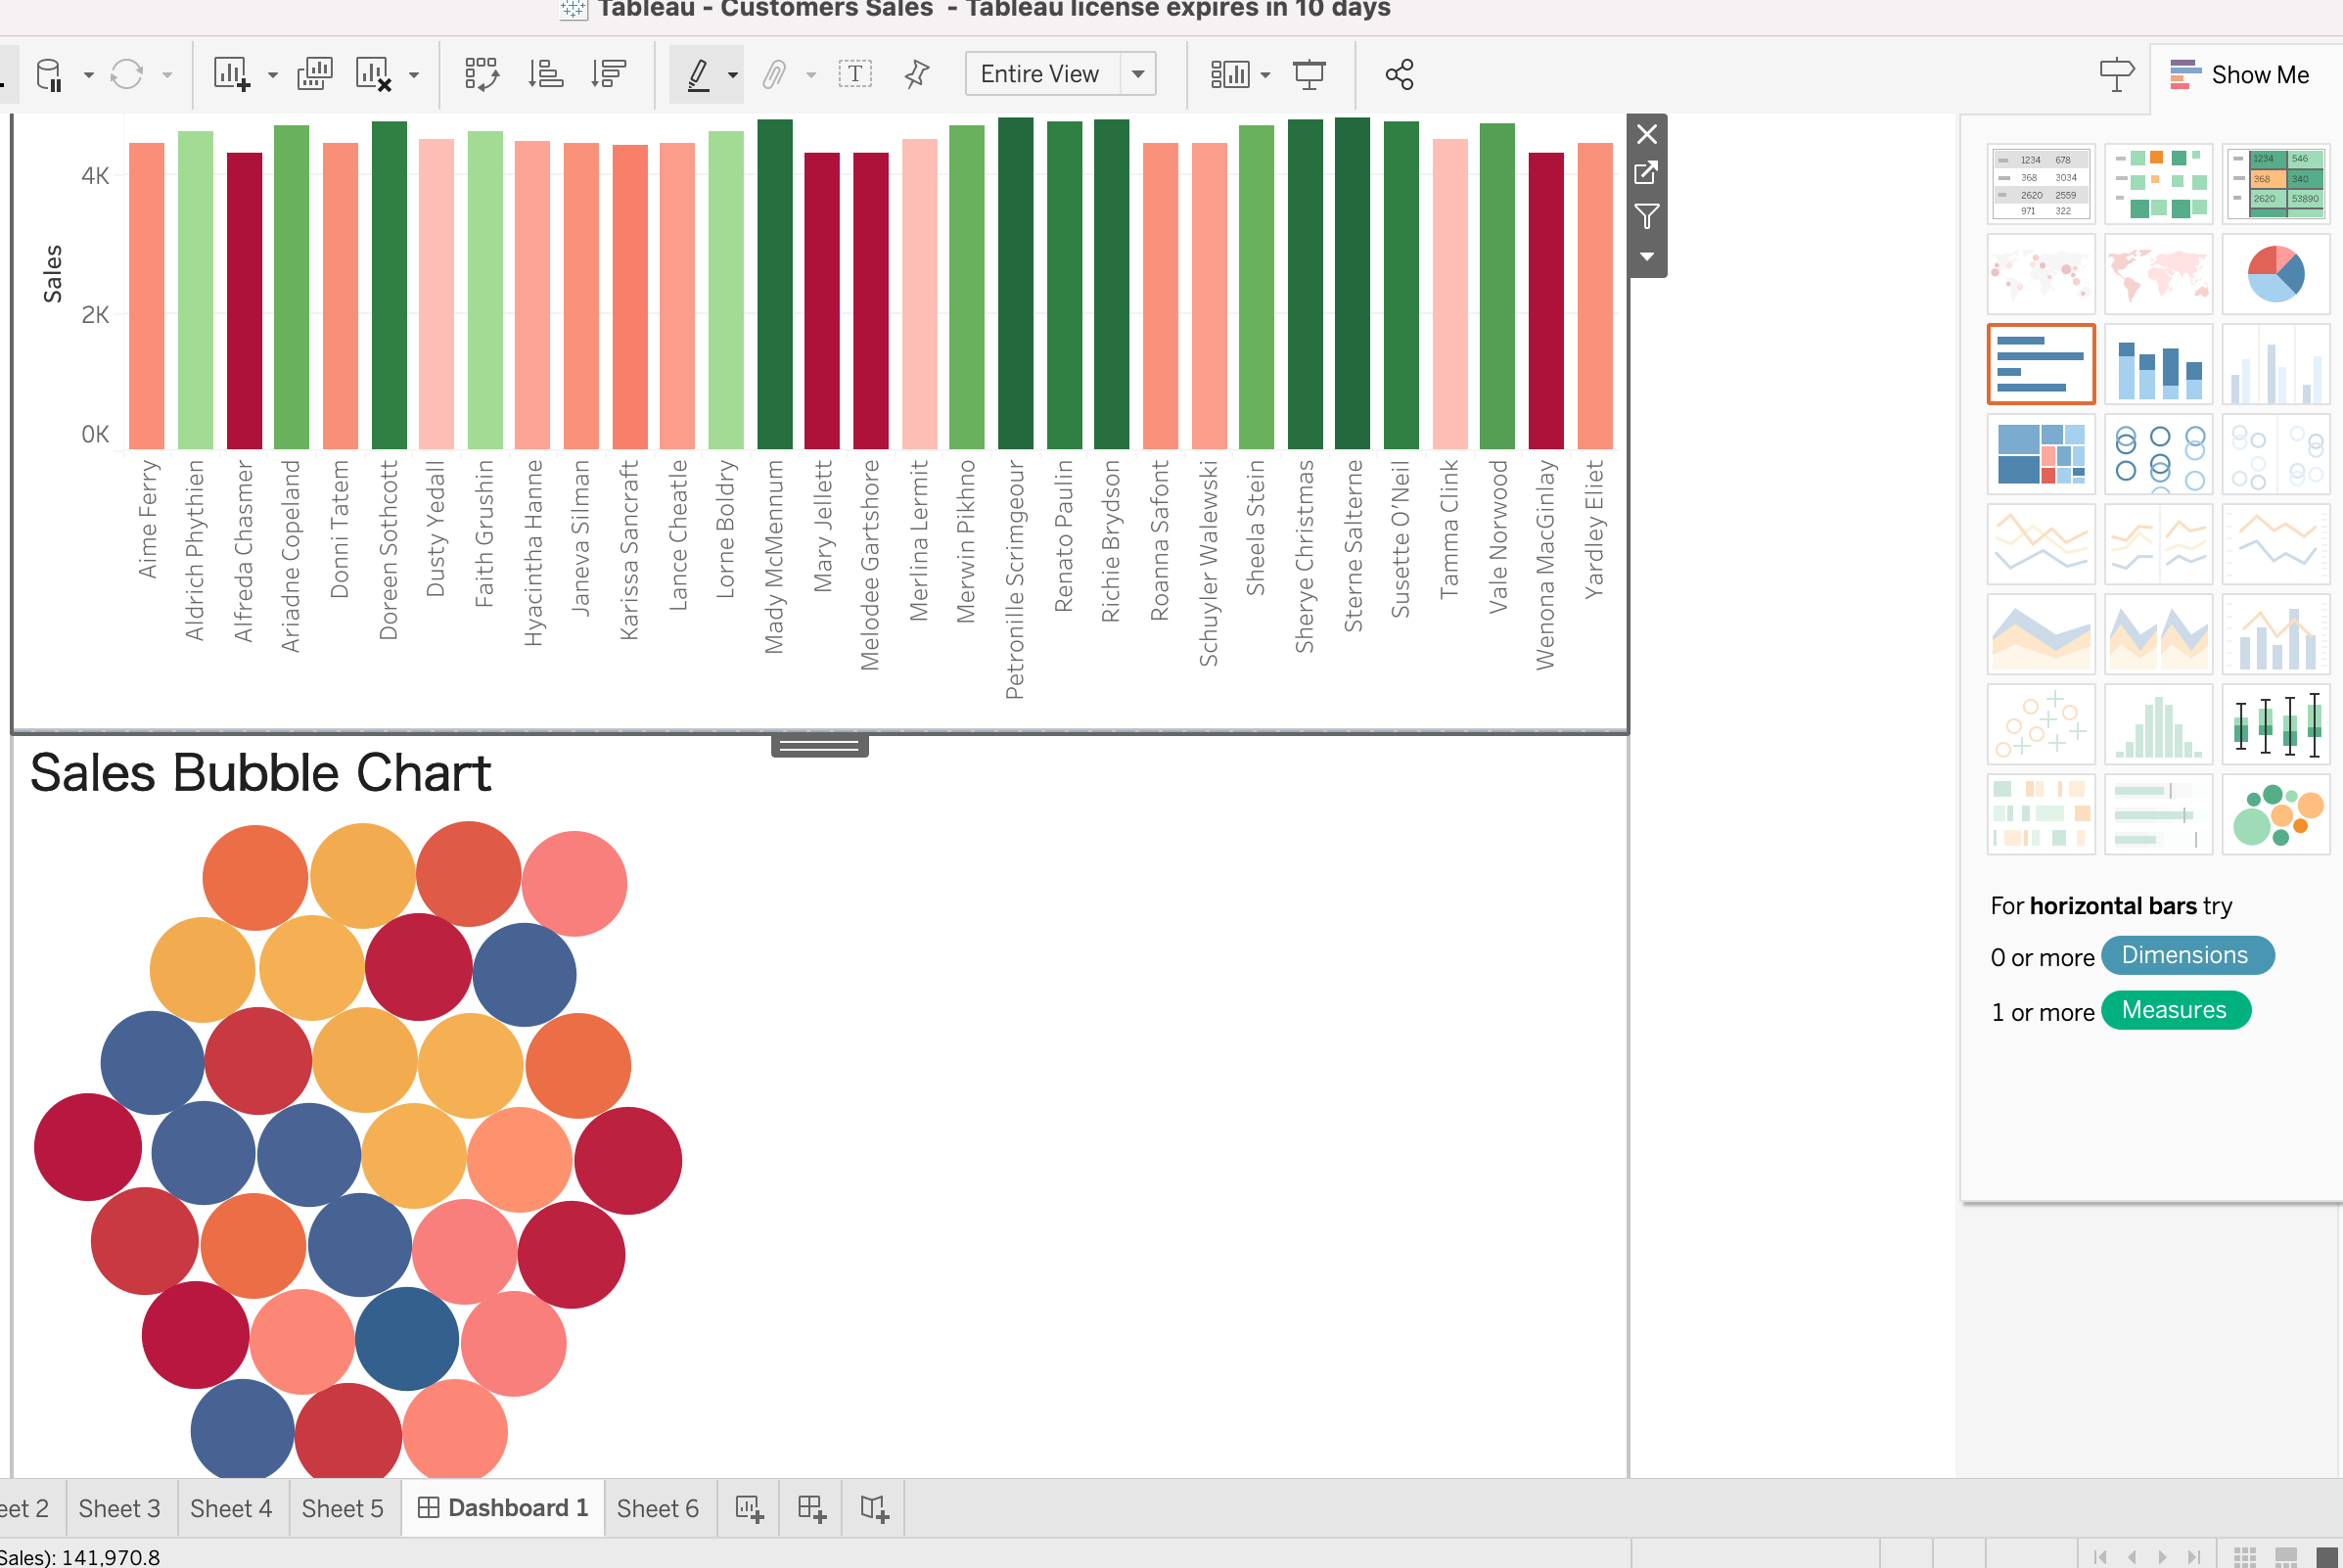 Tableau - Customers Sales - Tableau license expires in 10 days
Entire View
Show Me
Sales
4K
2K
0K
Aime Ferry
Aldrich Phythien
Alfreda Chasmer
Ariadne Copeland
Donni Tatem
Doreen Sothcott
Dusty Yedall
Faith Grushin
Hyacintha Hanne
Janeva Silman
Karissa Sancraft
Lance Cheatle
Lorne Boldry
Mady McMennum
Mary Jellett
Melodee Gartshore
Merlina Lermit
Merwin Pikhno
Petronille Scrimgeour
Renato Paulin
Richie Brydson
Roanna Safont
Schuyler Walewski
Sheela Stein
Sherye Christmas
Sterne Salterne
Susette O'Neil
Tamma Clink
Vale Norwood
Wenona MacGinlay
Yardley Eliet
1234 678
368 3034
2620 2559
971 322
1234 546
368 340
2620 53890
For horizontal bars try
0 or more Dimensions
1 or more Measures
Sales Bubble Chart
eet 2
Sheet 3
Sheet 4
Sheet 5
Dashboard 1
Sheet 6
Sales): 141,970.8